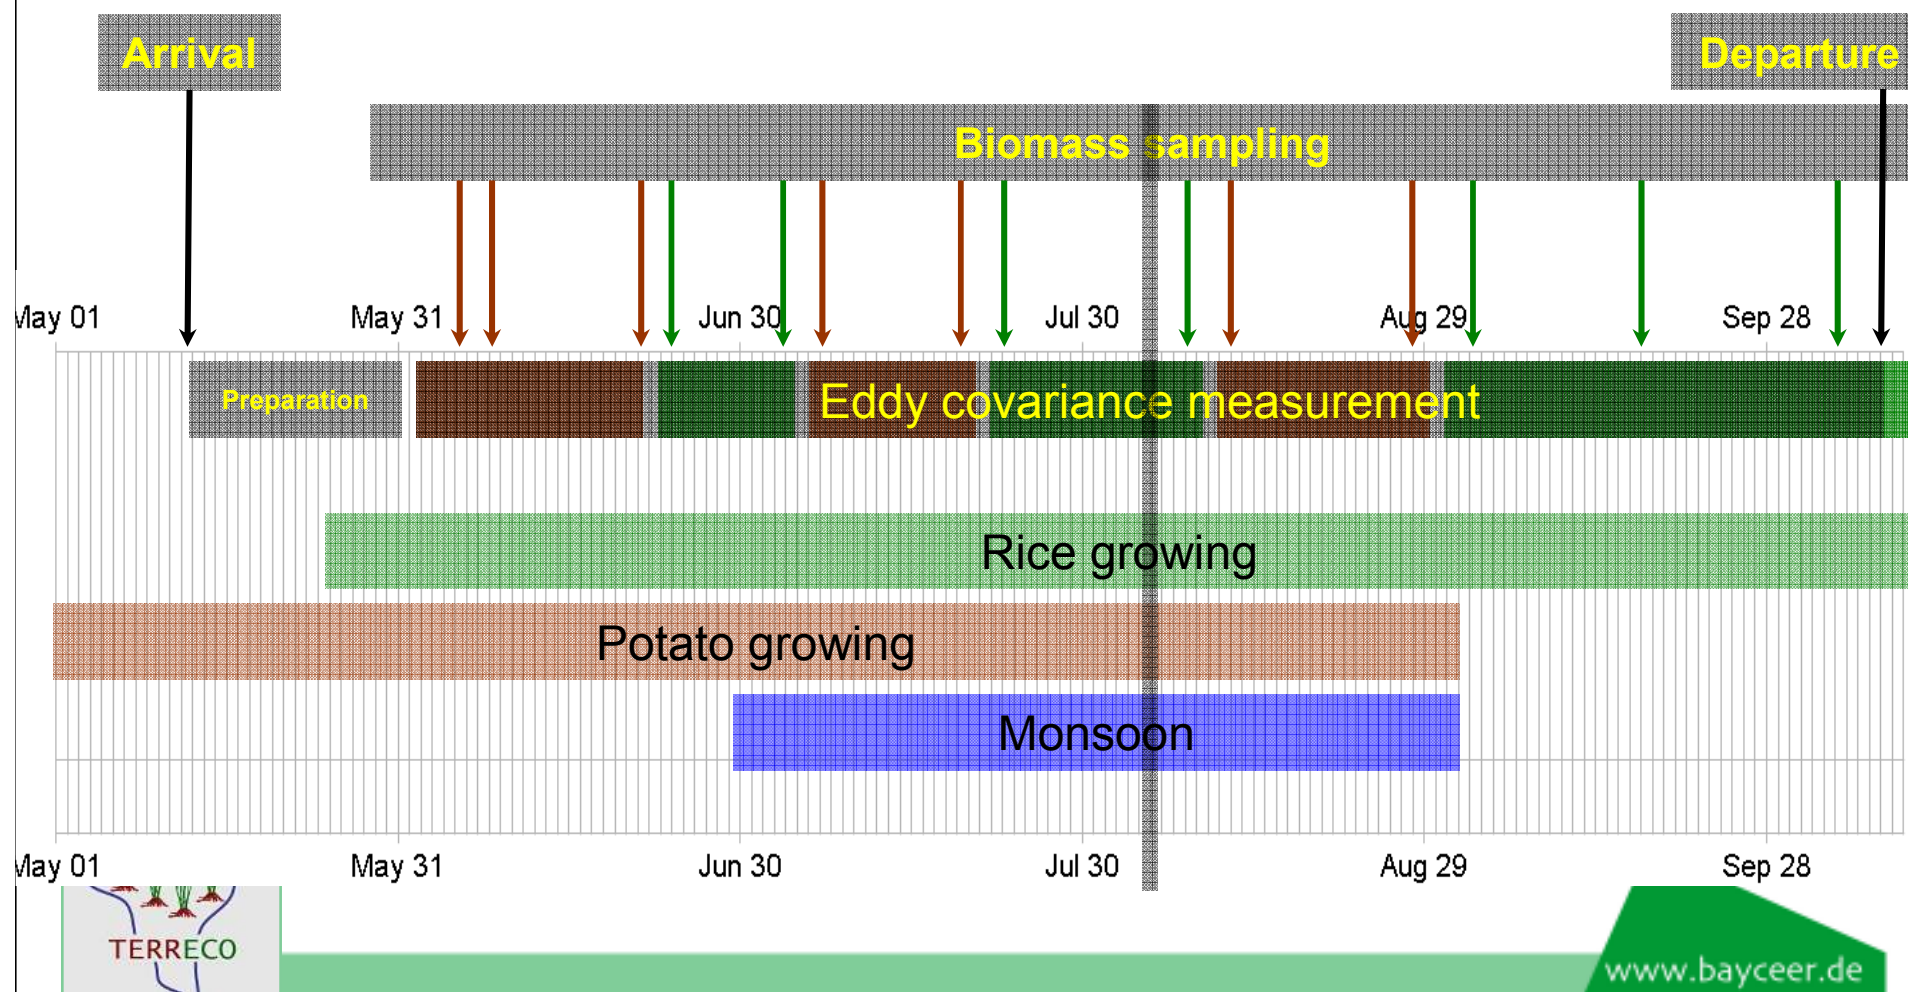 Arrival
Departure
Biomass sampling
May 01
May 31
Jun 30
Jul 30
Aug 29
Sep 28
Preparation
Eddy covariance measurement
Rice growing
Potato growing
Monsoon
May 01
May 31
Jun 30
Jul 30
Aug 29
Sep 28
TERRECO
www.bayceer.de